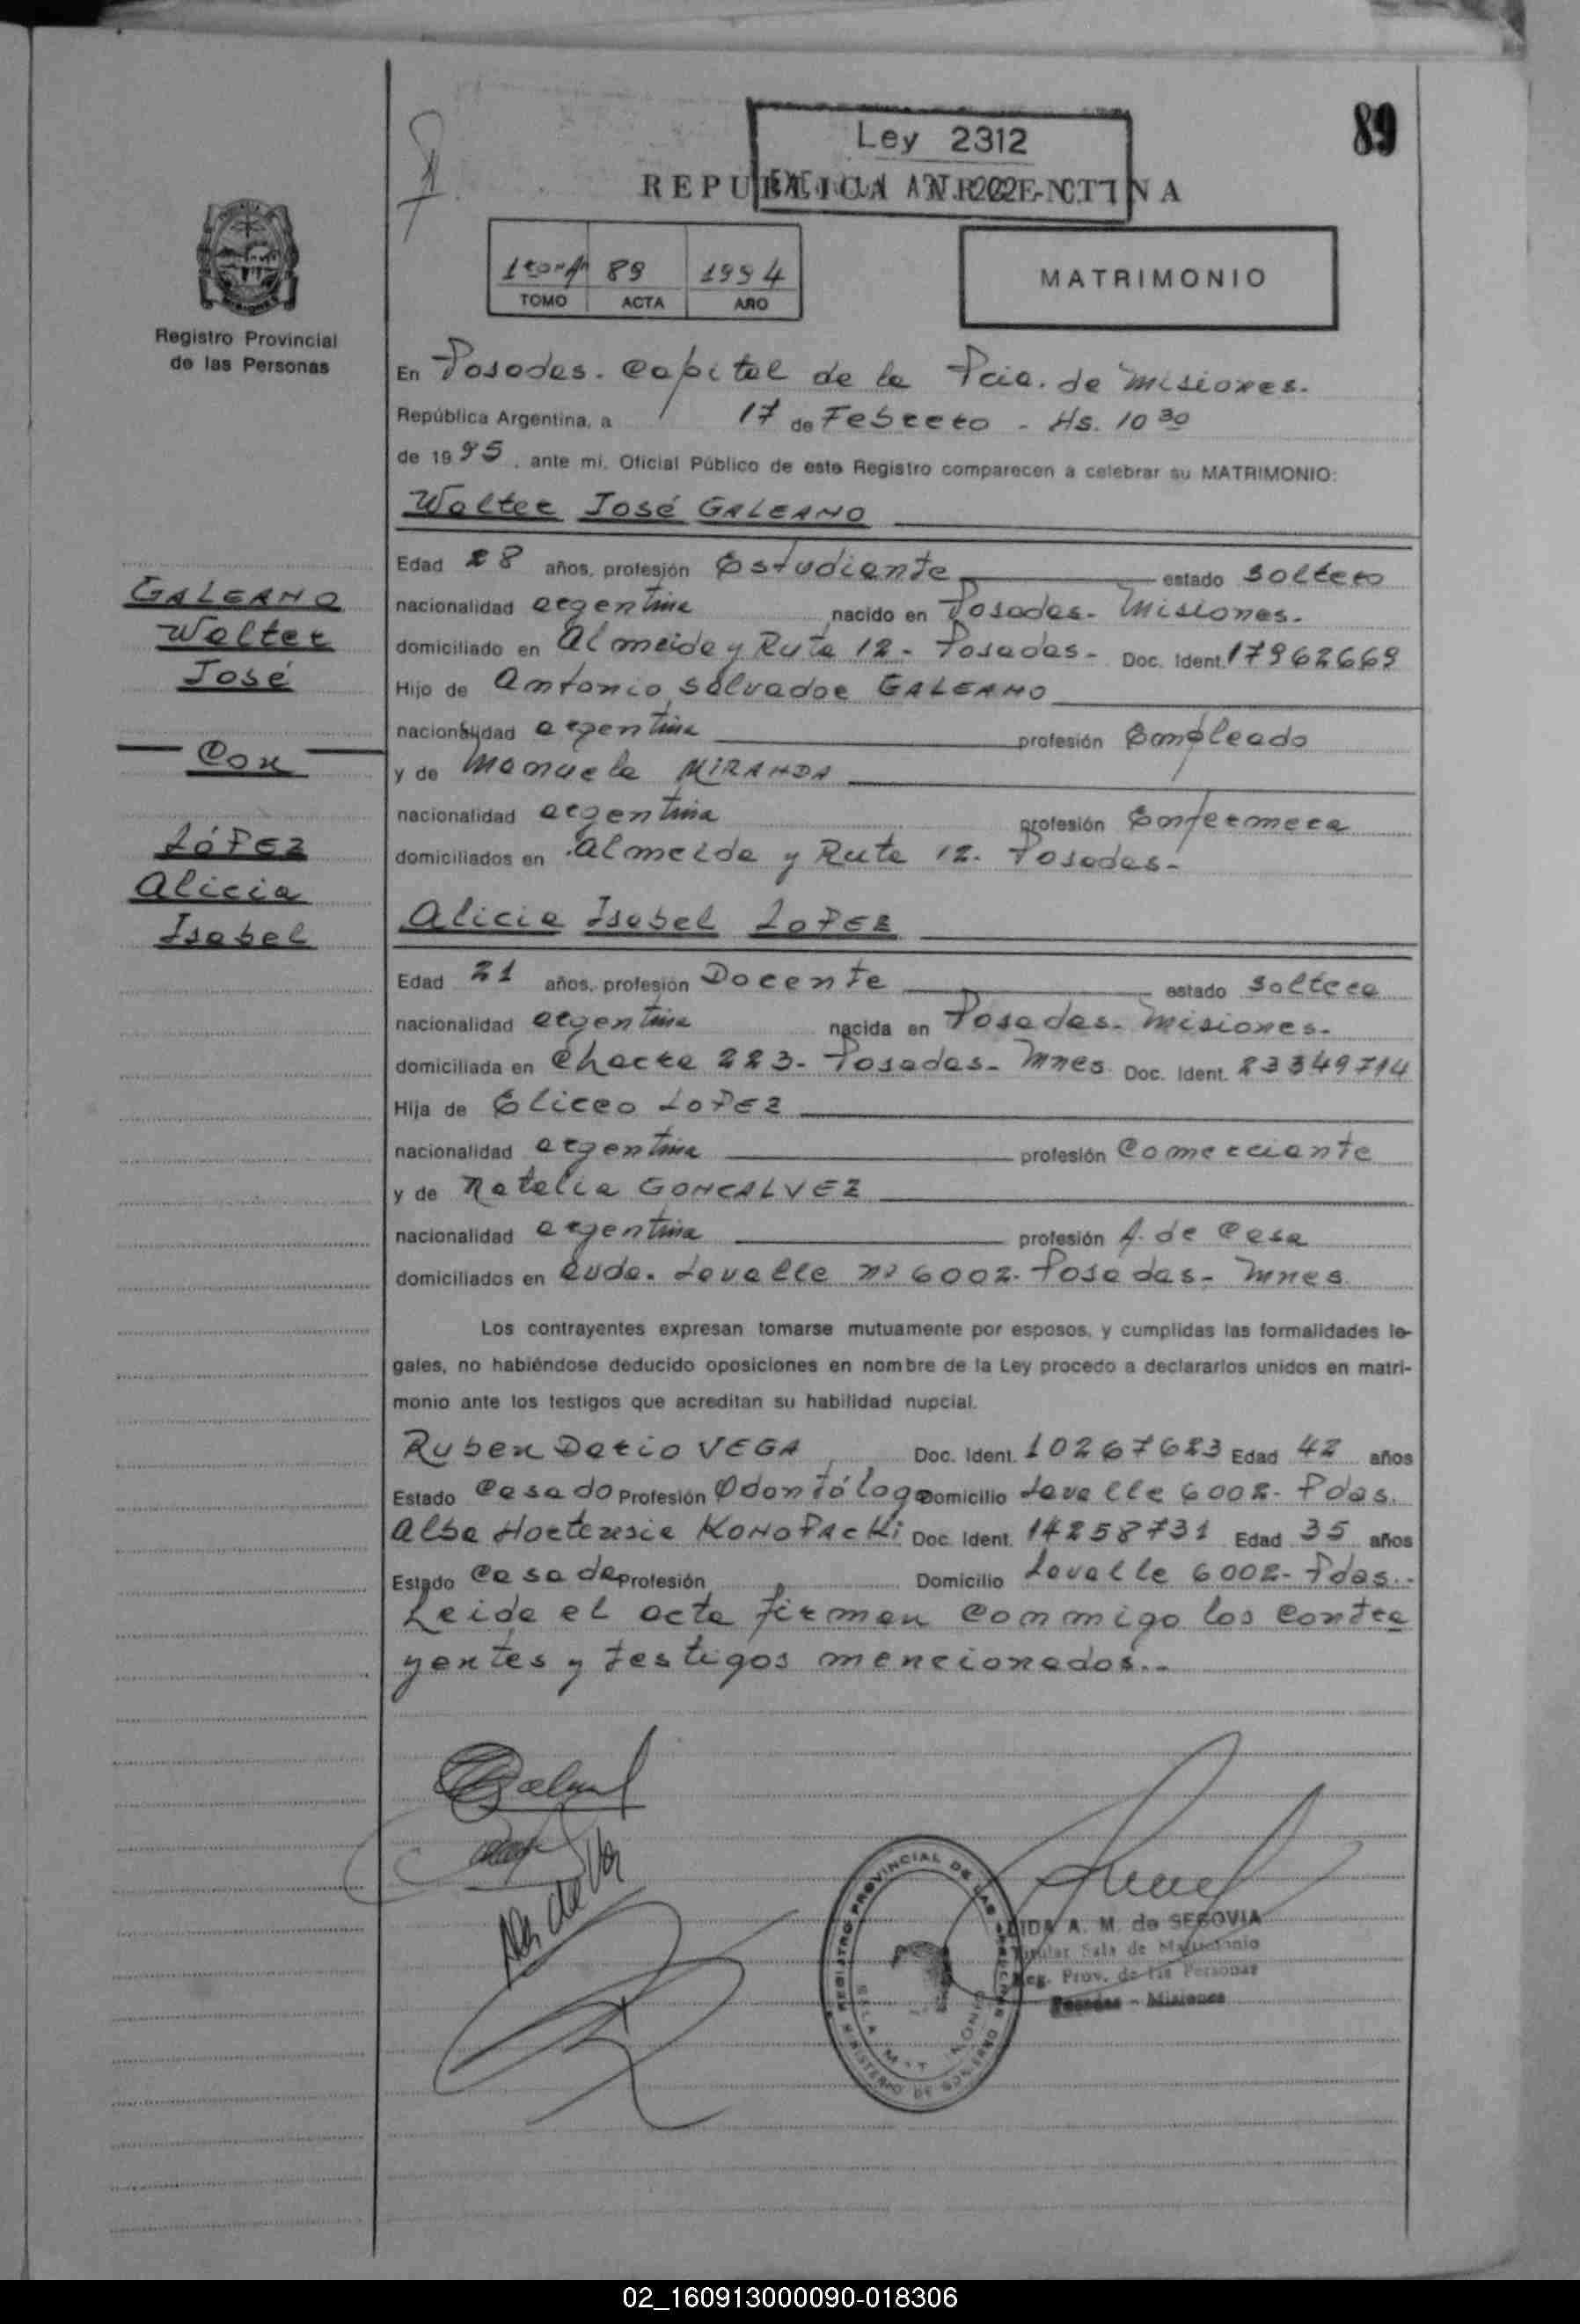 89
Ley 2312
REPUBLICA ARGENTINA
89 1994
TOMO ACTA AÑO
MATRIMONIO
Registro Provincial
de las Personas
En Posadas. Capital de la Pcia. de Misiones.
República Argentina, a 17 de Febrero - Hs. 10 30
de 1995, ante mi, Oficial Público de este Registro comparecen a celebrar su MATRIMONIO:
Walter José GALEANO
Edad 28 años, profesión Estudiante estado soltero
nacionalidad argentina nacido en Posadas- Misiones.
domiciliado en Almeida y Ruta 12 - Posadas- Doc. Ident. 17962669
Hijo de Antonio Salvador GALEANO
nacionalidad argentina profesión Empleado
y de Manuela MIRANDA
nacionalidad argentina profesión Enfermera
domiciliados en Almeida y Ruta 12. Posadas-
GALEANO
Walter
José
Con
LÓPEZ
Alicia
Isabel
Alicia Isabel LOPEZ
Edad 21 años, profesión Docente estado soltera
nacionalidad argentina nacida en Posadas- Misiones-
domiciliada en Chacra 223- Posadas- Mnes. Doc. Ident. 23349714
Hija de Eliceo LOPEZ
nacionalidad argentina profesión Comerciante
y de Natalia GONCALVEZ
nacionalidad argentina profesión A. de Casa
domiciliados en Avda. Lavalle nº 6002- Posadas- Mnes
Los contrayentes expresan tomarse mutuamente por esposos, y cumplidas las formalidades le-
gales, no habiéndose deducido oposiciones en nombre de la Ley procedo a declararlos unidos en matri-
monio ante los testigos que acreditan su habilidad nupcial.
Ruben Dario VEGA Doc. Ident. 10267623 Edad 42 años
Estado Casado Profesión Odontólogo Domicilio Lavalle 6002- Pdas.
Alba Hortensia KONOPACKI Doc. Ident. 14258731 Edad 35 años
Estado Casada Profesión Domicilio Lavalle 6002- Pdas.-
Leida el acta firman conmigo los contra
yentes y testigos mencionados.-
REGISTRO PROVINCIAL DE LAS PERSONAS
MINISTERIO DE GOBIERNO
A. M. de SEGOVIA
Titular Sala de Matrimonio
Reg. Prov. de las Personas
Posadas - Misiones
02_160913000090-018306